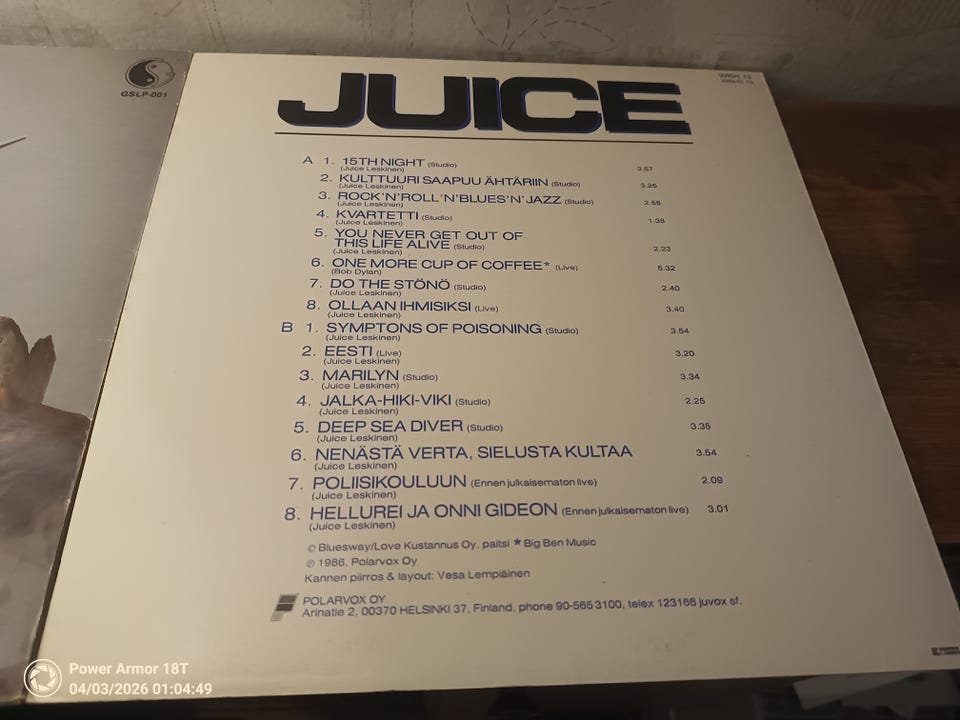 GSLP-001
JUICE
WISH 13
A 1. 15TH NIGHT (Studio) 3.57
(Juice Leskinen)
2. KULTTUURI SAAPUU ÄHTÄRIIN (Studio) 3.26
(Juice Leskinen)
3. ROCK'N'ROLL'N'BLUES'N'JAZZ (Studio) 2.58
(Juice Leskinen)
4. KVARTETTI (Studio) 1.38
(Juice Leskinen)
5. YOU NEVER GET OUT OF
THIS LIFE ALIVE (Studio) 2.23
(Juice Leskinen)
6. ONE MORE CUP OF COFFEE* (Live) 5.32
(Bob Dylan)
7. DO THE STÖNÖ (Studio) 2.40
(Juice Leskinen)
8. OLLAAN IHMISIKSI (Live) 3.40
(Juice Leskinen)
B 1. SYMPTONS OF POISONING (Studio) 3.54
(Juice Leskinen)
2. EESTI (Live) 3.20
(Juice Leskinen)
3. MARILYN (Studio) 3.34
(Juice Leskinen)
4. JALKA-HIKI-VIKI (Studio) 2.25
(Juice Leskinen)
5. DEEP SEA DIVER (Studio) 3.35
(Juice Leskinen)
6. NENÄSTÄ VERTA, SIELUSTA KULTAA 3.54
(Juice Leskinen)
7. POLIISIKOULUUN (Ennen julkaisematon live) 2.09
(Juice Leskinen)
8. HELLUREI JA ONNI GIDEON (Ennen julkaisematon live) 3.01
(Juice Leskinen)
© Bluesway/Love Kustannus Oy, paitsi * Big Ben Music
℗ 1986, Polarvox Oy
Kannen piirros & layout: Vesa Lempiäinen
POLARVOX OY
Arinatie 2, 00370 HELSINKI 37, Finland, phone 90-565 3100, telex 123166 juvox sf.
Power Armor 18T
04/03/2026 01:04:49